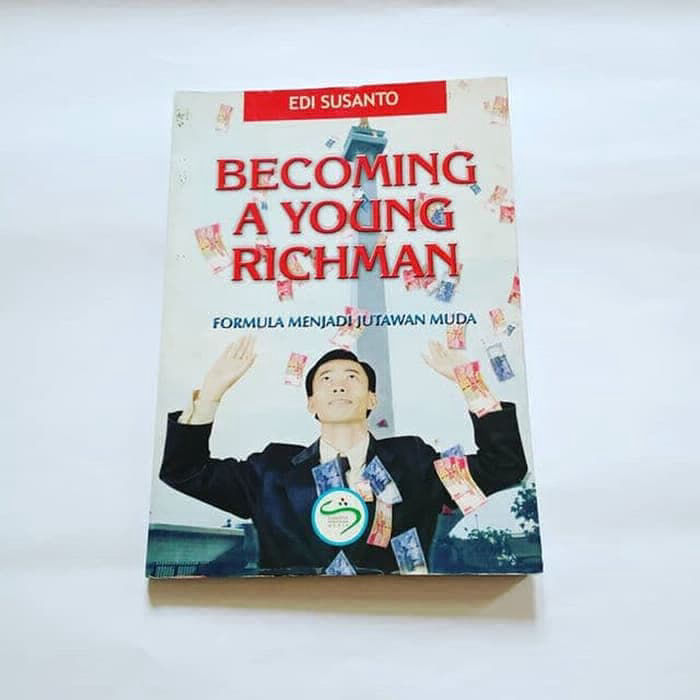 EDI SUSANTO
BECOMING
A YOUNG
RICHMAN
FORMULA MENJADI JUTAWAN MUDA